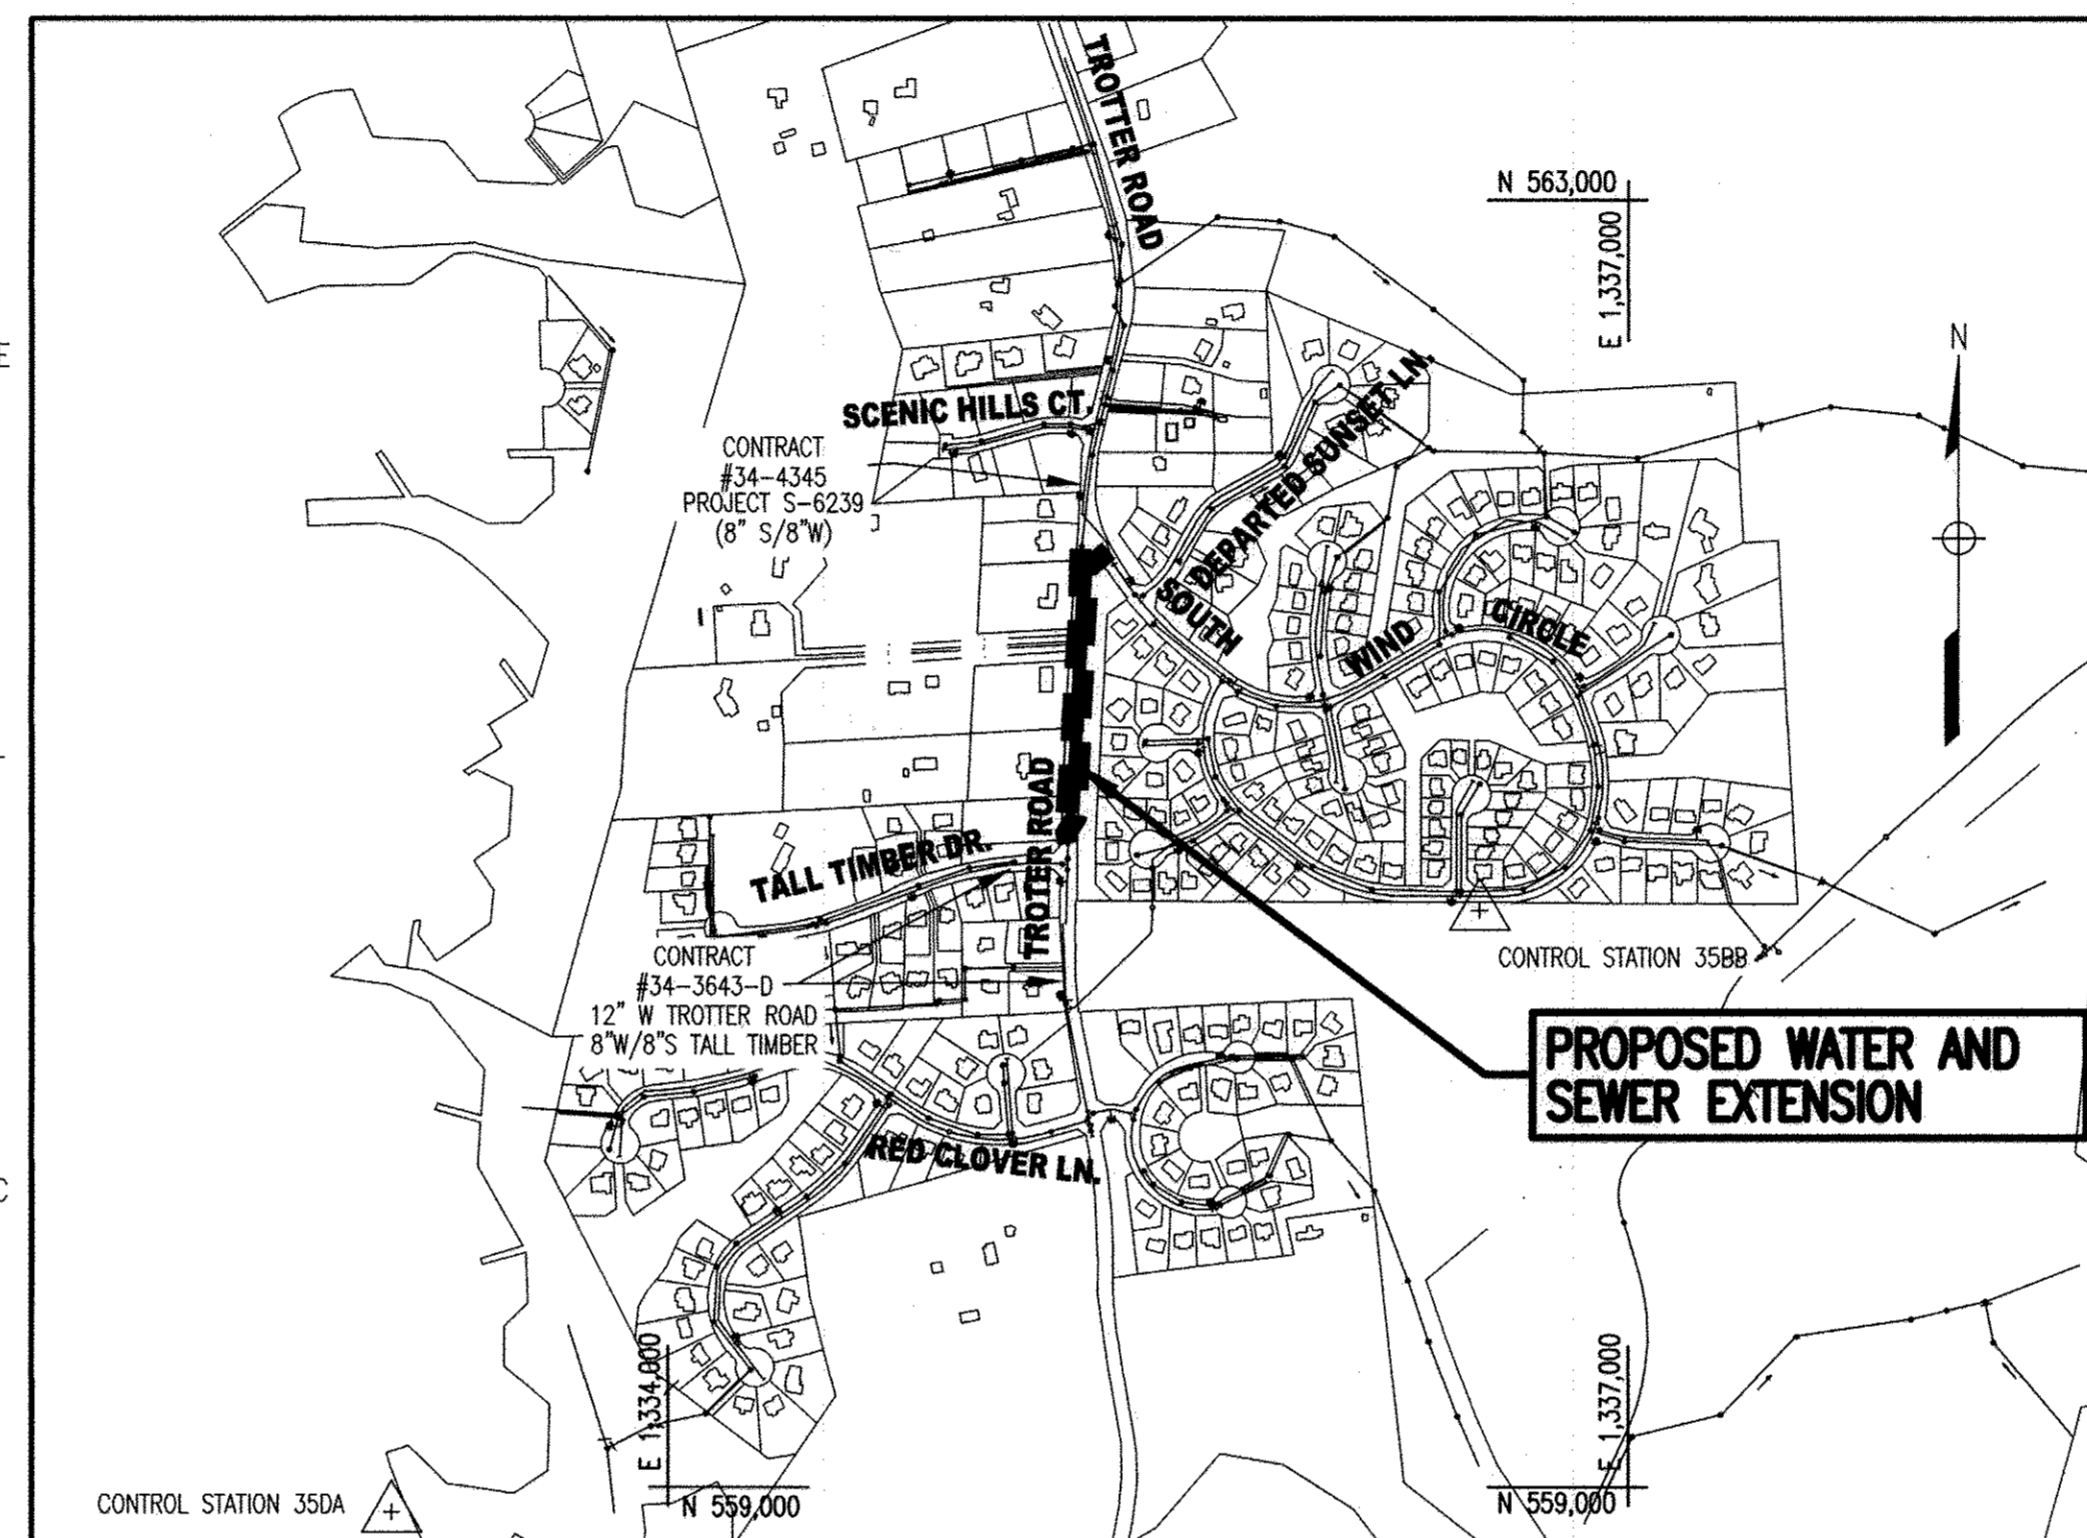 TROTTER ROAD
N 563,000
E 1,337,000
N
SCENIC HILLS CT.
DEPARTED SUNSET LN.
CONTRACT
#34-4345
PROJECT S-6239
(8" S/8"W)
SOUTH WIND CIRCLE
TROTER ROAD
TALL TIMBER DR.
CONTRACT
#34-3643-D
12" W TROTTER ROAD
8"W/8"S TALL TIMBER
CONTROL STATION 35BB
PROPOSED WATER AND
SEWER EXTENSION
RED CLOVER LN.
E 1,334,000
N 559,000
E 1,337,000
N 559,000
CONTROL STATION 35DA